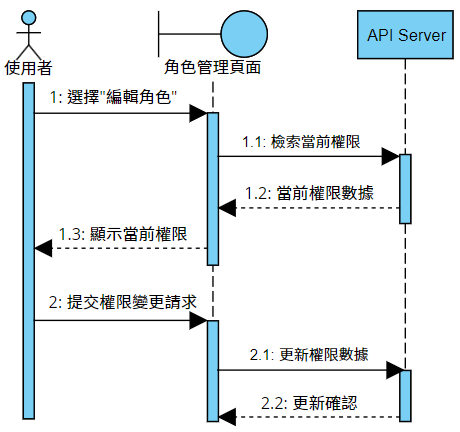 使用者
角色管理頁面
API Server
1: 選擇"編輯角色"
1.1: 檢索當前權限
1.2: 當前權限數據
1.3: 顯示當前權限
2: 提交權限變更請求
2.1: 更新權限數據
2.2: 更新確認